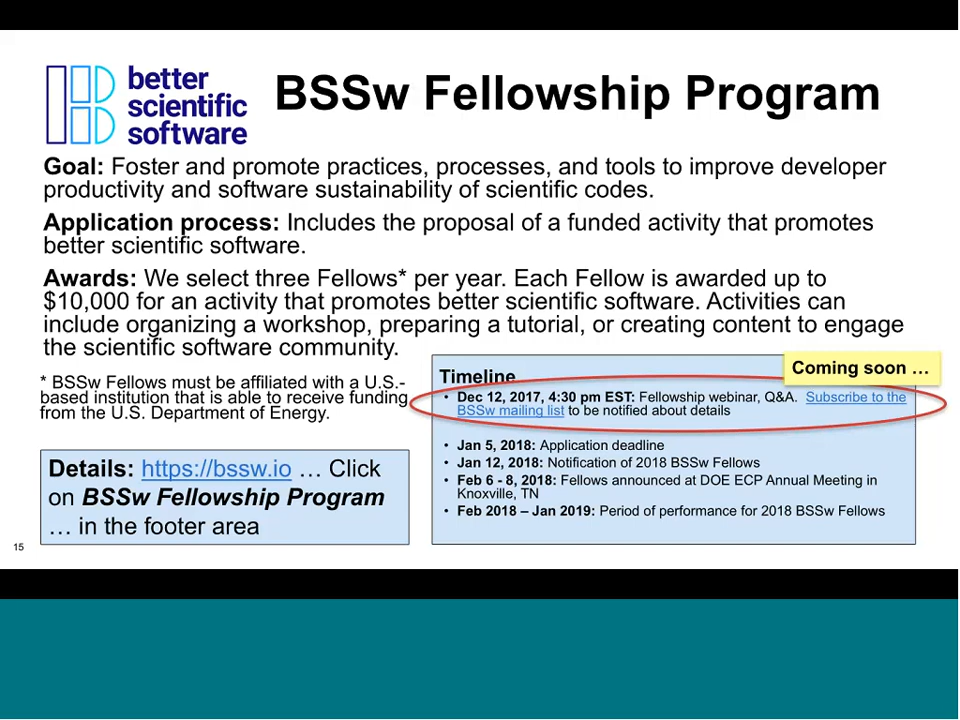 better
scientific
software
BSSw Fellowship Program
Goal: Foster and promote practices, processes, and tools to improve developer
productivity and software sustainability of scientific codes.
Application process: Includes the proposal of a funded activity that promotes
better scientific software.
Awards: We select three Fellows* per year. Each Fellow is awarded up to
$10,000 for an activity that promotes better scientific software. Activities can
include organizing a workshop, preparing a tutorial, or creating content to engage
the scientific software community.
* BSSw Fellows must be affiliated with a U.S.-
based institution that is able to receive funding
from the U.S. Department of Energy.
Details: https://bssw.io … Click
on BSSw Fellowship Program
… in the footer area
Coming soon …
Timeline
• Dec 12, 2017, 4:30 pm EST: Fellowship webinar, Q&A. Subscribe to the
BSSw mailing list to be notified about details
• Jan 5, 2018: Application deadline
• Jan 12, 2018: Notification of 2018 BSSw Fellows
• Feb 6 - 8, 2018: Fellows announced at DOE ECP Annual Meeting in
Knoxville, TN
• Feb 2018 – Jan 2019: Period of performance for 2018 BSSw Fellows
15